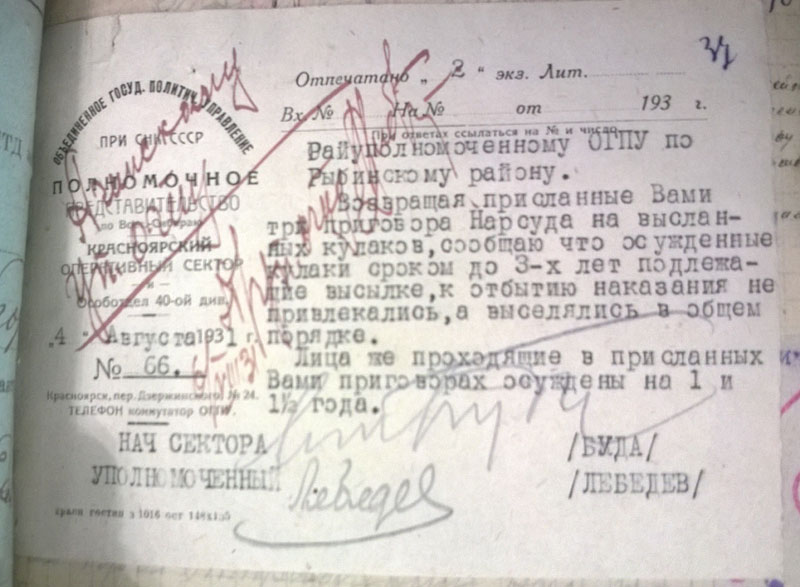 ОБЪЕДИНЕННОЕ ГОСУД. ПОЛИТИЧ. УПРАВЛЕНИЕ
ПРИ СНК СССР
ПОЛНОМОЧНОЕ
ПРЕДСТАВИТЕЛЬСТВО
КРАСНОЯРСКИЙ
ОПЕРАТИВНЫЙ СЕКТОР
и
Особотдел 40-ой див.
„4 " Августа 1931 г.
№ 66.
Красноярск, пер. Дзержинского № 24.
ТЕЛЕФОН коммутатор ОГПУ.
Отпечатано „ 2 " экз. Лит.
Вх. № На № от 193 г.
При ответах ссылаться на № и число
Райуполномоченному ОГПУ по
Рыбинскому району.
Возвращая присланные Вами
три приговора Нарсуда на выслан-
ных кулаков,сообщаю что осужденные
кулаки сроком до 3-х лет подлежа-
щие высылке,к отбытию наказания не
привлекались,а выселялись в общем
порядке.
Лица же проходящие в присланных
Вами приговорах осуждены на 1 и
1½ года.
НАЧ СЕКТОРА /БУДА/
УПОЛНОМОЧЕННЫЙ Лебедев /ЛЕБЕДЕВ/